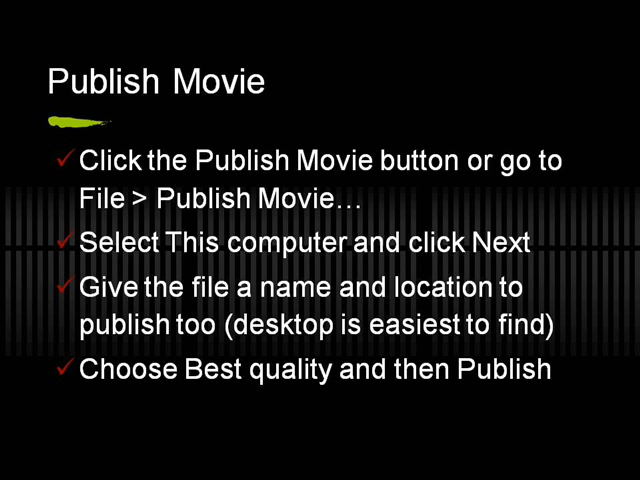 Publish Movie
Click the Publish Movie button or go to
File > Publish Movie…
Select This computer and click Next
Give the file a name and location to
publish too (desktop is easiest to find)
Choose Best quality and then Publish